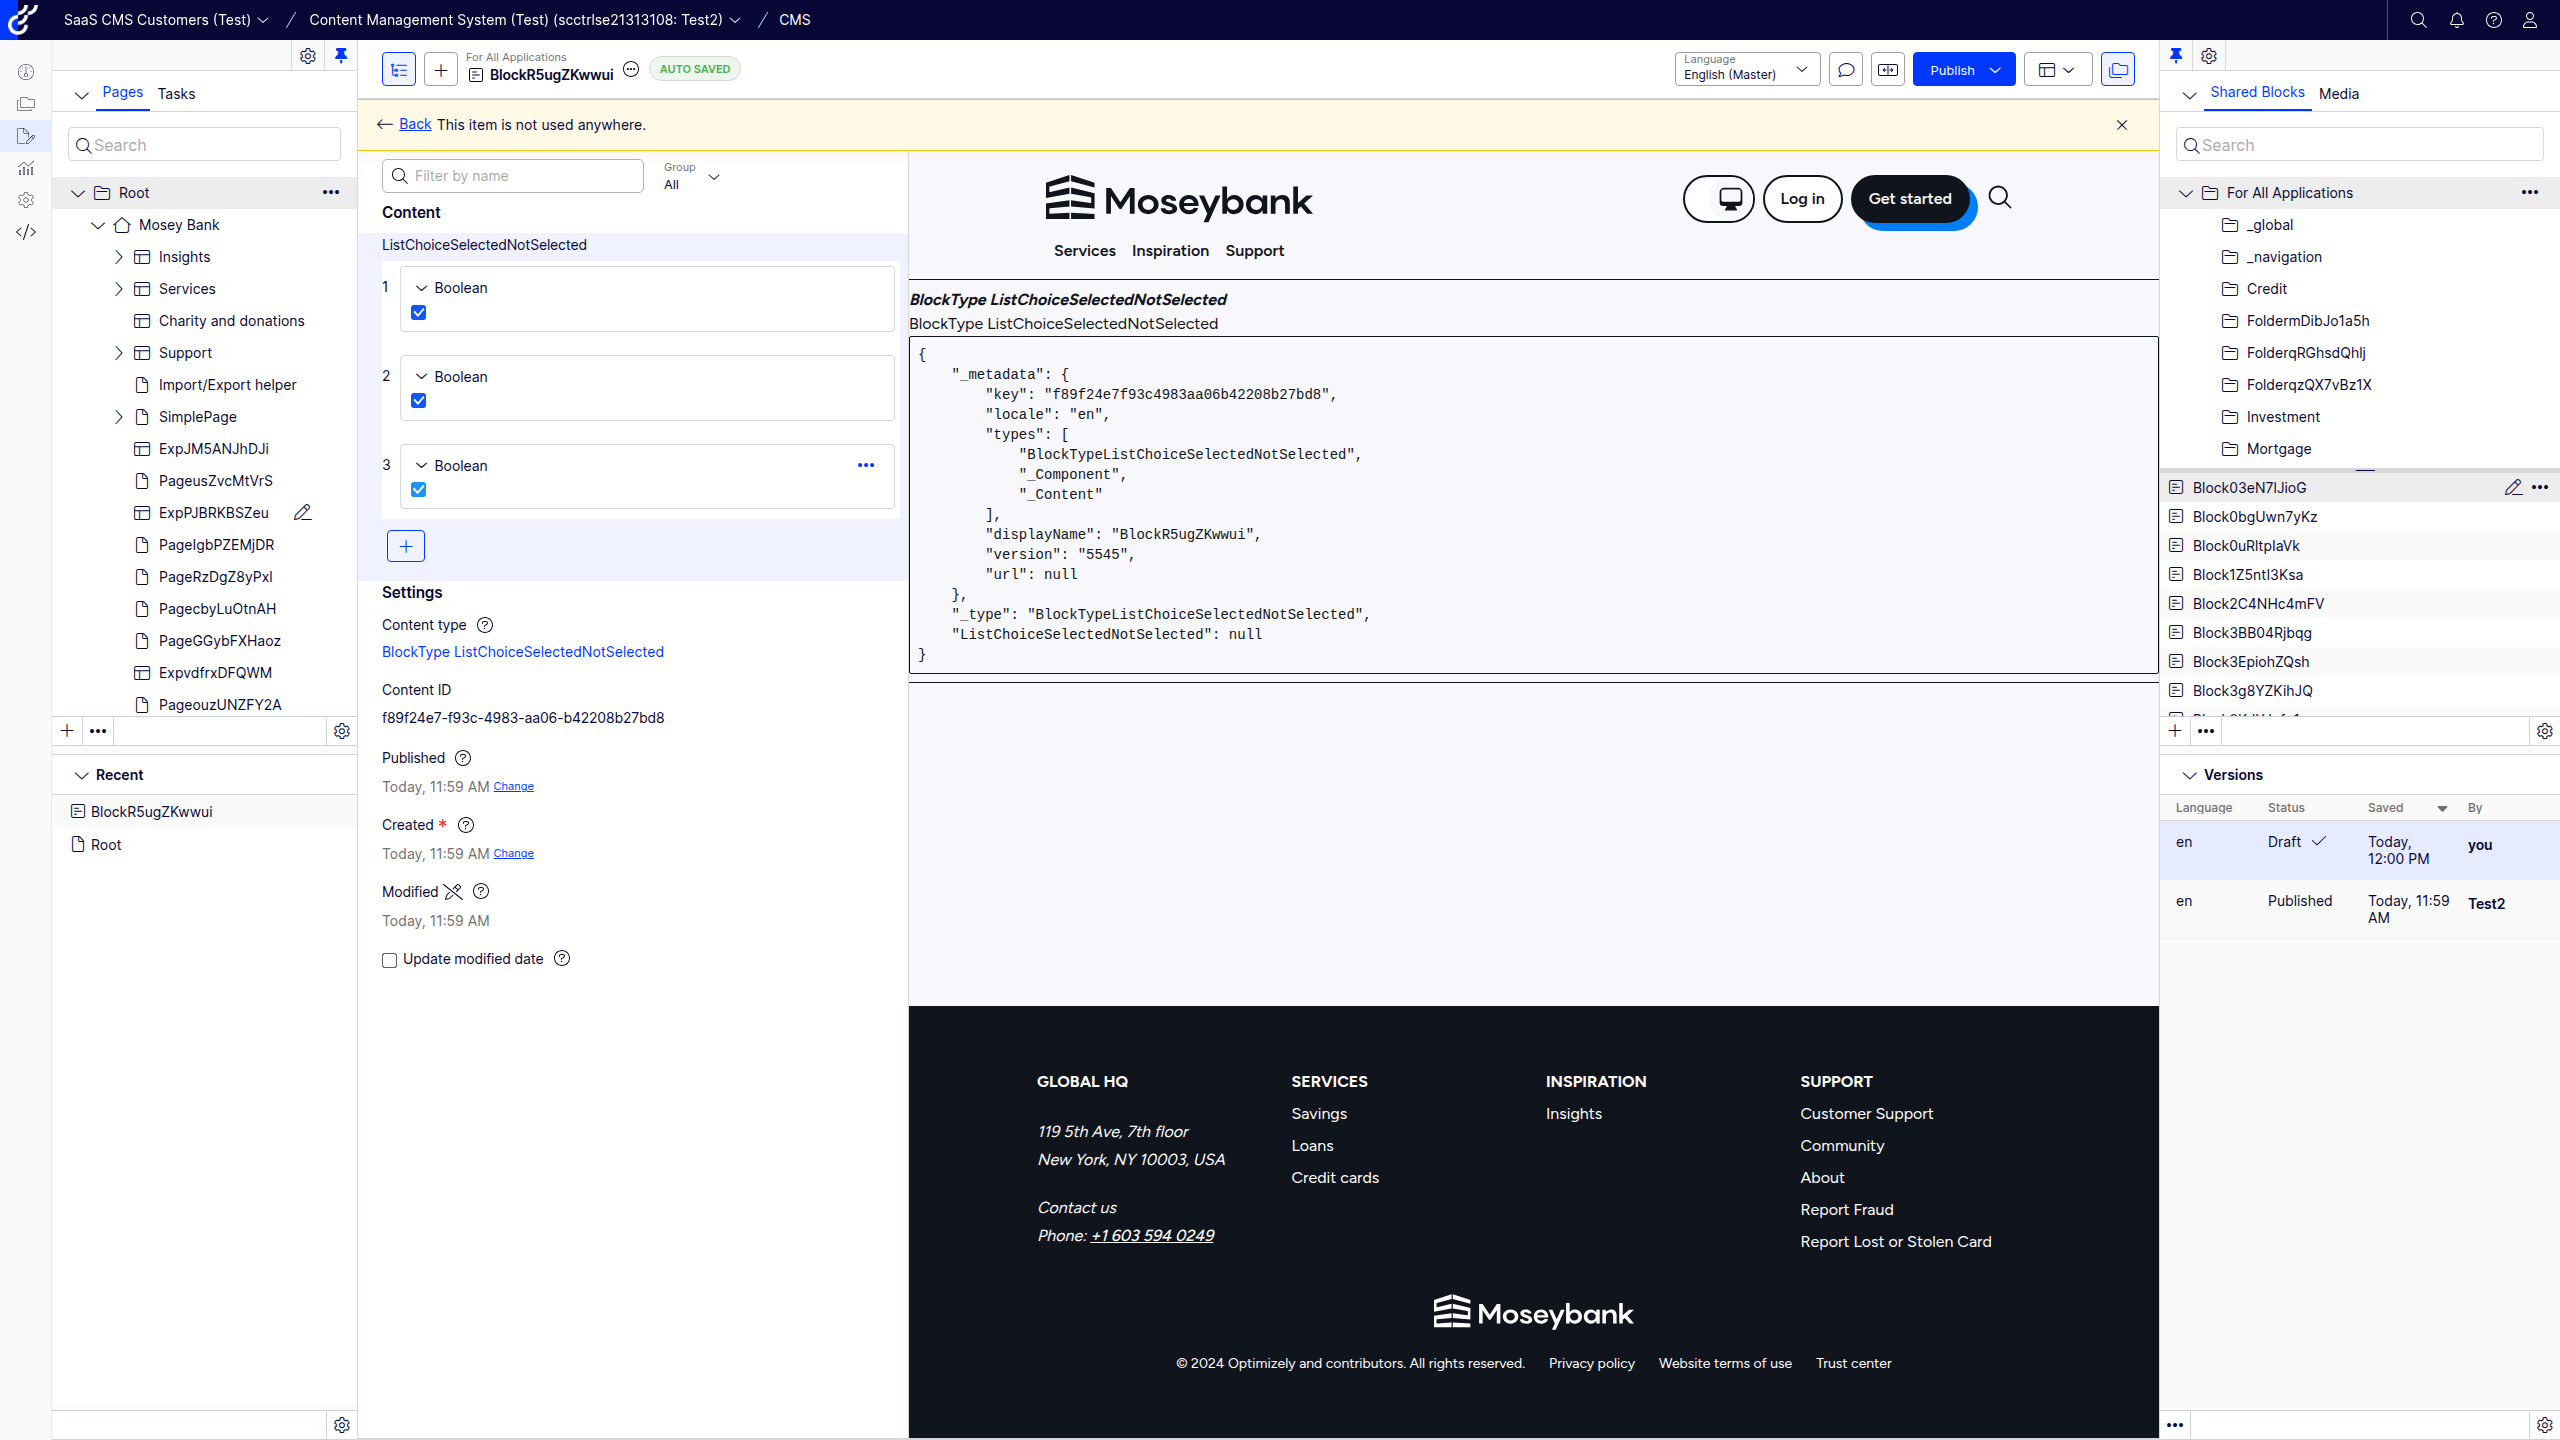 SaaS CMS Customers (Test)
Content Management System (Test) (scctrlse21313108: Test2)
CMS
Pages
Tasks
Search
Root
Mosey Bank
Insights
Services
Charity and donations
Support
Import/Export helper
SimplePage
ExpJM5ANJhDJi
PageusZvcMtVrS
ExpPJBRKBSZeu
PageIgbPZEMjDR
PageRzDgZ8yPxI
PagecbyLuOtnAH
PageGGybFXHaoz
ExpvdfrxDFQWM
PageouzUNZFY2A
Recent
BlockR5ugZKwwui
Root
For All Applications
BlockR5ugZKwwui
AUTO SAVED
Language
English (Master)
Publish
Back This item is not used anywhere.
Filter by name
Group
All
Content
ListChoiceSelectedNotSelected
1 Boolean
2 Boolean
3 Boolean
Settings
Content type
BlockType ListChoiceSelectedNotSelected
Content ID
f89f24e7-f93c-4983-aa06-b42208b27bd8
Published
Today, 11:59 AM Change
Created *
Today, 11:59 AM Change
Modified
Today, 11:59 AM
Update modified date
Moseybank
Log in
Get started
Services
Inspiration
Support
BlockType ListChoiceSelectedNotSelected
BlockType ListChoiceSelectedNotSelected
{
"_metadata": {
"key": "f89f24e7f93c4983aa06b42208b27bd8",
"locale": "en",
"types": [
"BlockTypeListChoiceSelectedNotSelected",
"_Component",
"_Content"
],
"displayName": "BlockR5ugZKwwui",
"version": "5545",
"url": null
},
"_type": "BlockTypeListChoiceSelectedNotSelected",
"ListChoiceSelectedNotSelected": null
}
GLOBAL HQ
119 5th Ave, 7th floor
New York, NY 10003, USA
Contact us
Phone: +1 603 594 0249
SERVICES
Savings
Loans
Credit cards
INSPIRATION
Insights
SUPPORT
Customer Support
Community
About
Report Fraud
Report Lost or Stolen Card
Moseybank
© 2024 Optimizely and contributors. All rights reserved.
Privacy policy
Website terms of use
Trust center
Shared Blocks
Media
Search
For All Applications
_global
_navigation
Credit
FoldermDibJo1a5h
FolderqRGhsdQhlj
FolderqzQX7vBz1X
Investment
Mortgage
Block03eN7lJioG
Block0bgUwn7yKz
Block0uRltplaVk
Block1Z5ntI3Ksa
Block2C4NHc4mFV
Block3BB04Rjbqg
Block3EpiohZQsh
Block3g8YZKihJQ
Versions
Language Status Saved By
en Draft Today, 12:00 PM you
en Published Today, 11:59 AM Test2